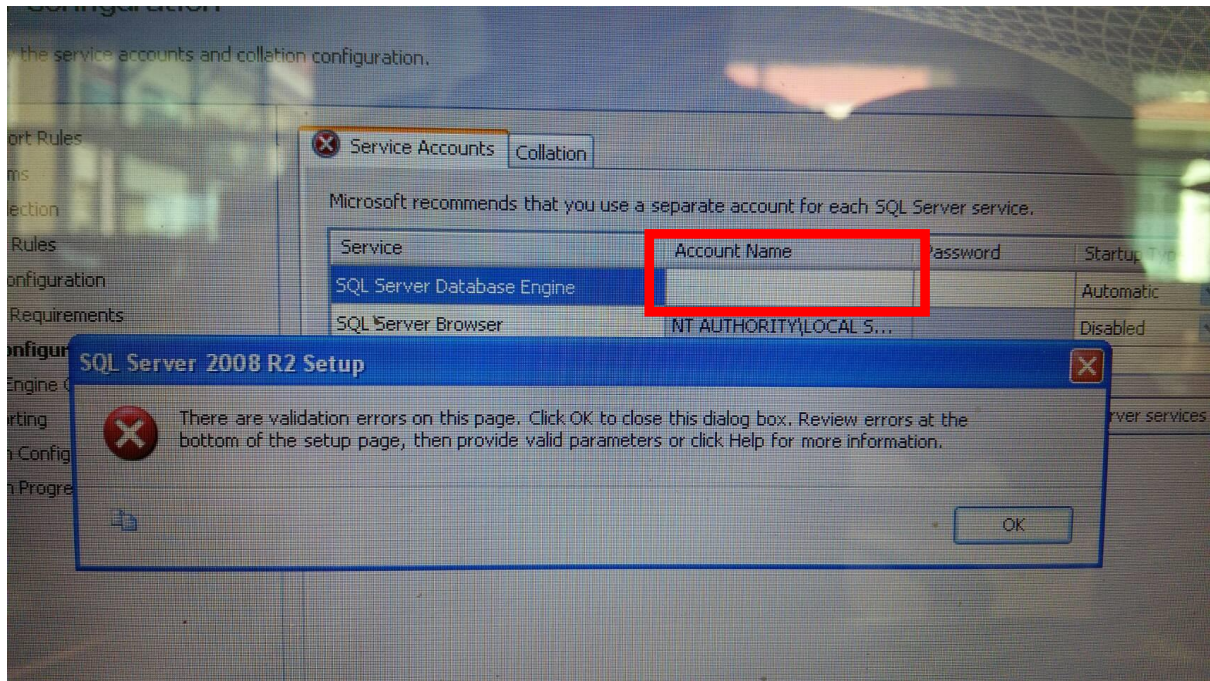 Configuration
the service accounts and collation configuration.
ort Rules
ms
ection
Rules
onfiguration
Requirements
onfigur
Engine C
rting
n Config
n Progre
Service Accounts
Collation
Microsoft recommends that you use a separate account for each SQL Server service.
Service
Account Name
Password
Startup Type
SQL Server Database Engine
Automatic
SQL Server Browser
NT AUTHORITY\LOCAL S...
Disabled
rver services
SQL Server 2008 R2 Setup
There are validation errors on this page. Click OK to close this dialog box. Review errors at the
bottom of the setup page, then provide valid parameters or click Help for more information.
OK